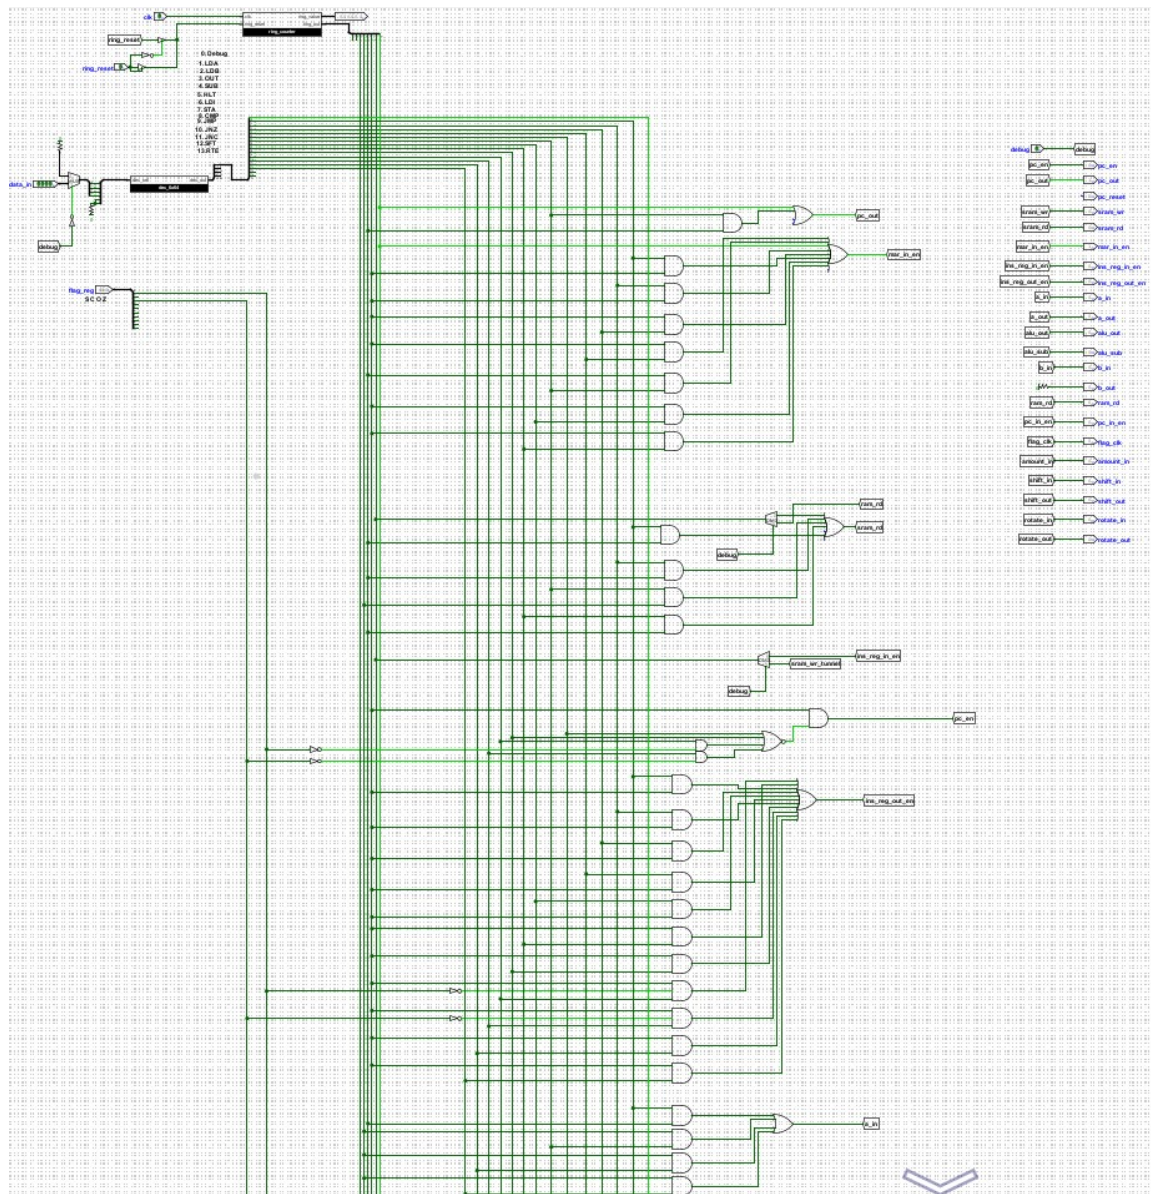 clk
ring_reset
ring_reset
ring_counter
0.Debug
1.LDA
2.LDB
3.OUT
4.SUB
5.HLT
6.LDI
7.STA
8.CMP
9.JMP
10.JNZ
11.JNC
12.SFT
13.RTE
data_in
debug
flag_reg
S C O Z
pc_out
mar_in_en
ram_rd
sram_rd
debug
ins_reg_in_en
sram_wr_tunnel
debug
pc_en
ins_reg_out_en
a_in
debug debug
pc_en pc_en
pc_out pc_out
pc_reset
sram_wr sram_wr
sram_rd sram_rd
mar_in_en mar_in_en
ins_reg_in_en ins_reg_in_en
ins_reg_out_en ins_reg_out_en
a_in a_in
a_out a_out
alu_out alu_out
alu_sub alu_sub
b_in b_in
b_out
ram_rd ram_rd
pc_in_en pc_in_en
flag_clk flag_clk
amount_in amount_in
shift_in shift_in
shift_out shift_out
rotate_in rotate_in
rotate_out rotate_out